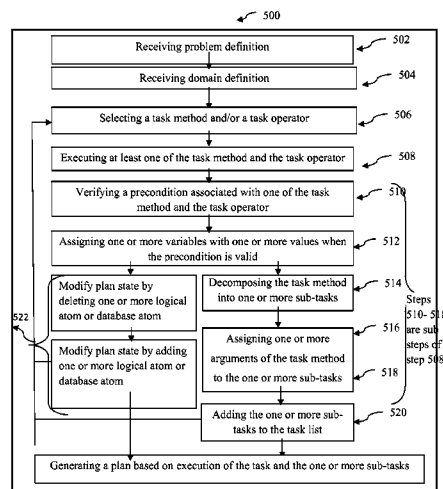 500
Receiving problem definition
502
Receiving domain definition
504
Selecting a task method and/or a task operator
506
Executing at least one of the task method and the task operator
508
Verifying a precondition associated with one of the task
method and the task operator
510
Assigning one or more variables with one or more values when
the precondition is valid
512
Modify plan state by
deleting one or more logical
atom or database atom
Decomposing the task method
into one or more sub-tasks
514
522
Modify plan state by adding
one or more logical atom
or database atom
Assigning one or more
arguments of the task method
to the one or more sub-tasks
516
518
Steps
510-518
are sub
steps of
step 508
Adding the one or more sub-
tasks to the task list
520
Generating a plan based on execution of the task and the one or more sub-tasks